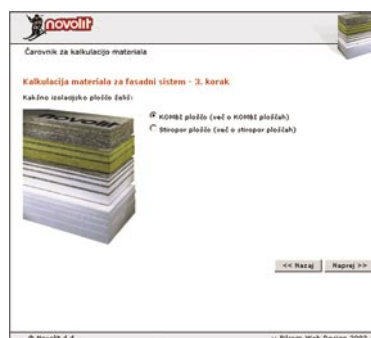 novolit
Čarovnik za kalkulacijo materiala
Kalkulacija materiala za fasadni sistem - 3. korak
Kakšno izolacijsko ploščo želiš:
KOMBI ploščo (več o KOMBI ploščah)
Stiropor ploščo (več o stiropor ploščah)
novolit
<< Nazaj
Naprej >>
© Novolit d.d.
Web Design 2002